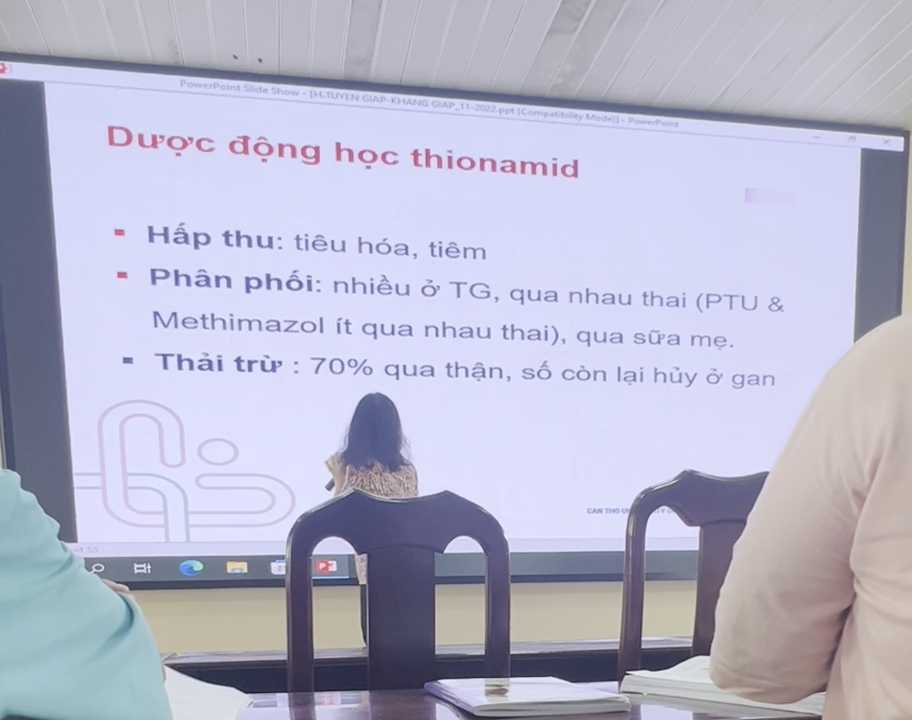 PowerPoint Slide Show - [H.TUYEN GIAP-KHANG GIAP_11-2022.ppt [Compatibility Mode]] - PowerPoint
Dược động học thionamid
▪ Hấp thu: tiêu hóa, tiêm
▪ Phân phối: nhiều ở TG, qua nhau thai (PTU &
Methimazol ít qua nhau thai), qua sữa mẹ.
▪ Thải trừ : 70% qua thận, số còn lại hủy ở gan
CAN THO
of 53